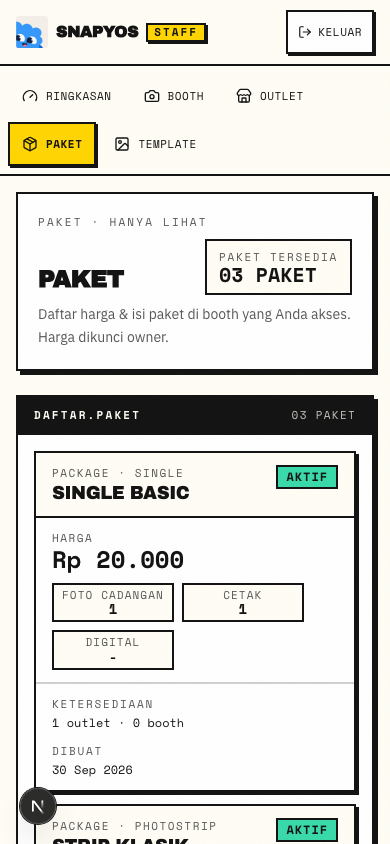 SNAPYOS STAFF KELUAR
RINGKASAN BOOTH OUTLET
PAKET TEMPLATE
PAKET · HANYA LIHAT
PAKET
PAKET TERSEDIA
03 PAKET
Daftar harga & isi paket di booth yang Anda akses.
Harga dikunci owner.
DAFTAR.PAKET 03 PAKET
PACKAGE · SINGLE
SINGLE BASIC
AKTIF
HARGA
Rp 20.000
FOTO CADANGAN
1
CETAK
1
DIGITAL
-
KETERSEDIAAN
1 outlet · 0 booth
DIBUAT
30 Sep 2026
N
PACKAGE · PHOTOSTRIP
STRIP KLASIK
AKTIF